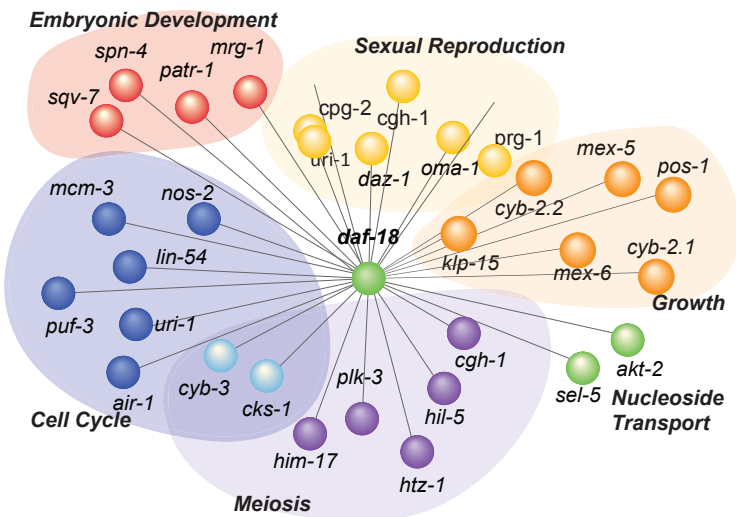 Embryonic Development
spn-4
mrg-1
patr-1
sqv-7
Sexual Reproduction
cpg-2
cgh-1
uri-1
daz-1
oma-1
prg-1
mex-5
pos-1
cyb-2.2
klp-15
mex-6
cyb-2.1
Growth
mcm-3
nos-2
daf-18
lin-54
puf-3
uri-1
cyb-3
cks-1
air-1
Cell Cycle
plk-3
cgh-1
hil-5
him-17
htz-1
Meiosis
akt-2
sel-5
Nucleoside
Transport